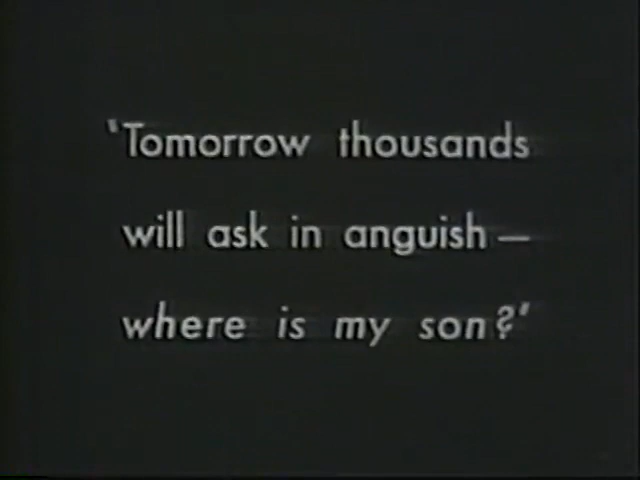 'Tomorrow thousands
will ask in anguish —
where is my son?'